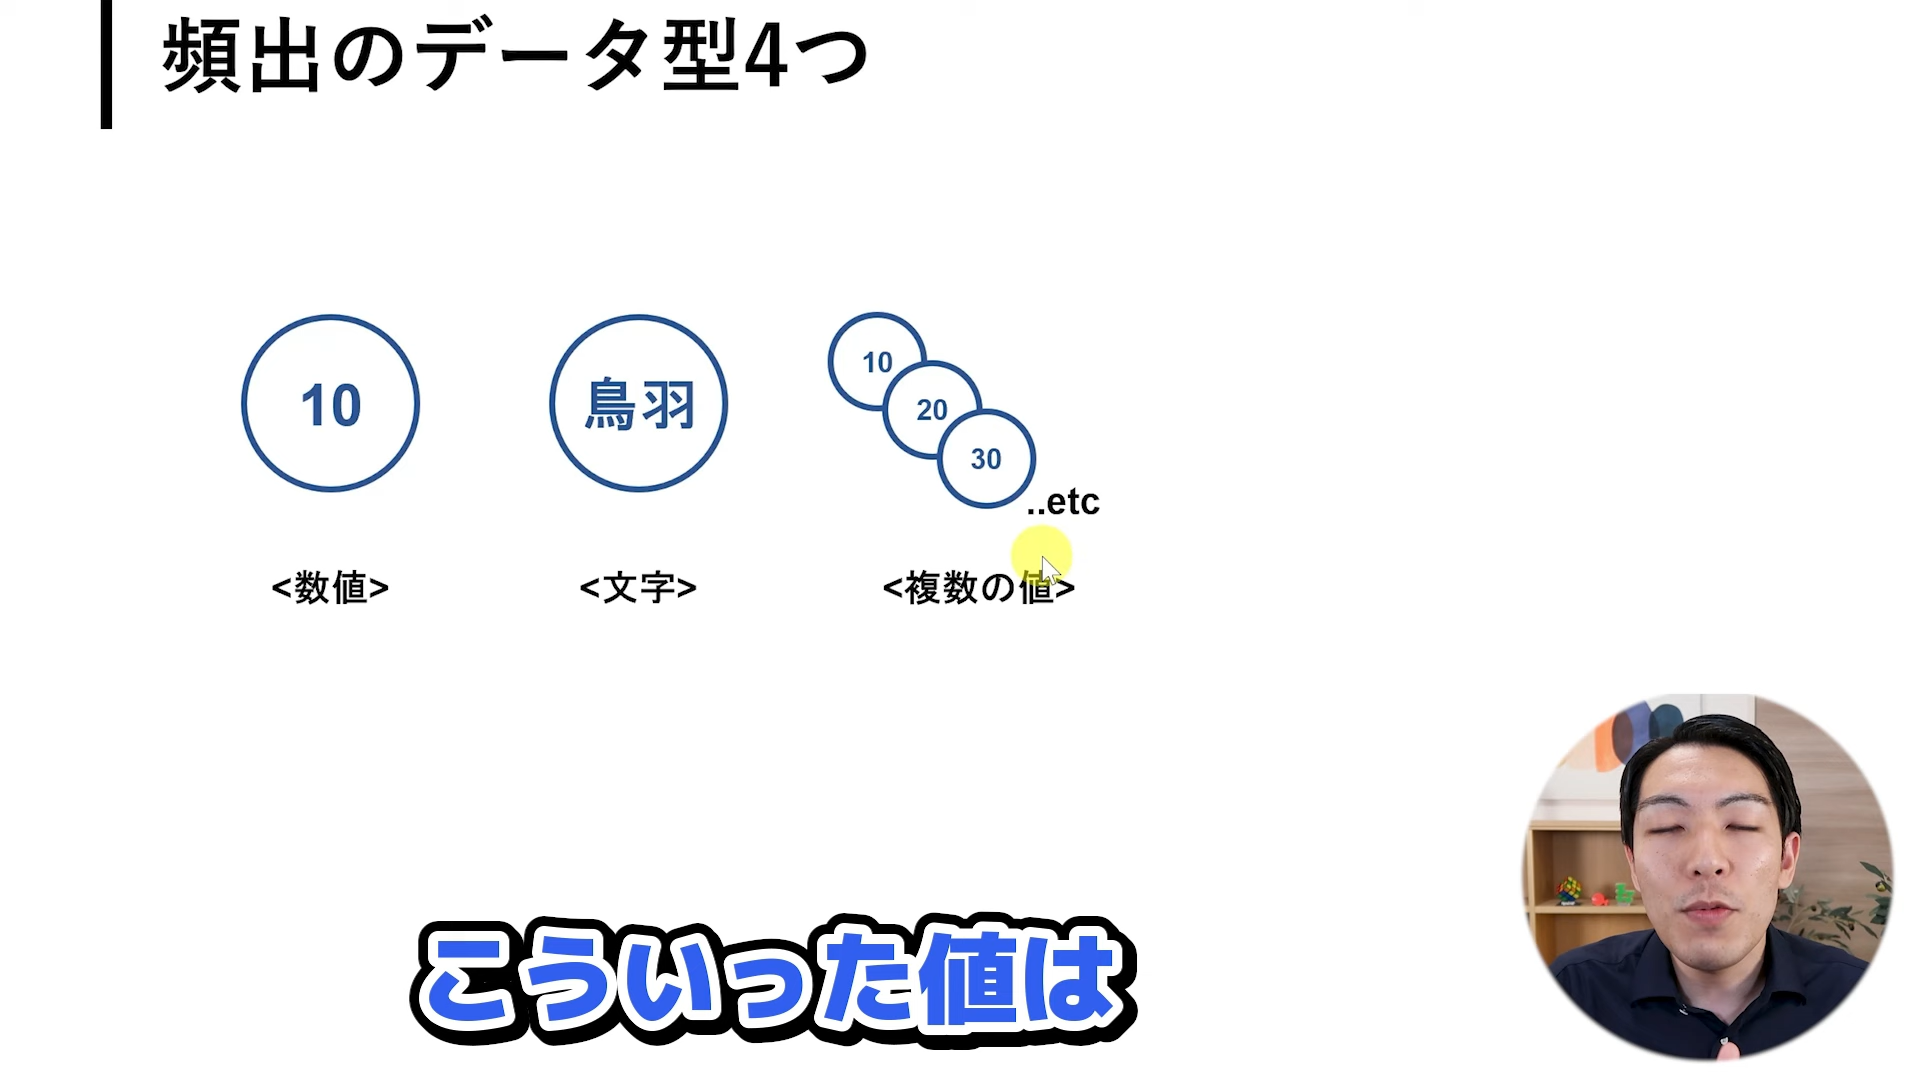 頻出のデータ型4つ
10
鳥羽
10
20
30
..etc
<数値>
<文字>
<複数の値>
こういった値は